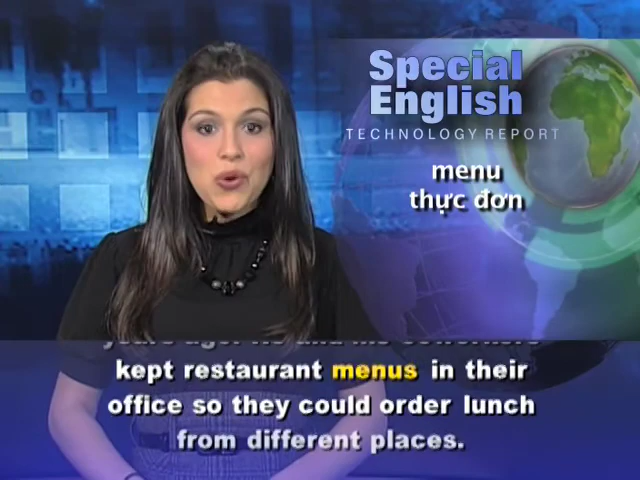 Special
English
TECHNOLOGY REPORT
menu
thực đơn
kept restaurant menus in their
office so they could order lunch
from different places.